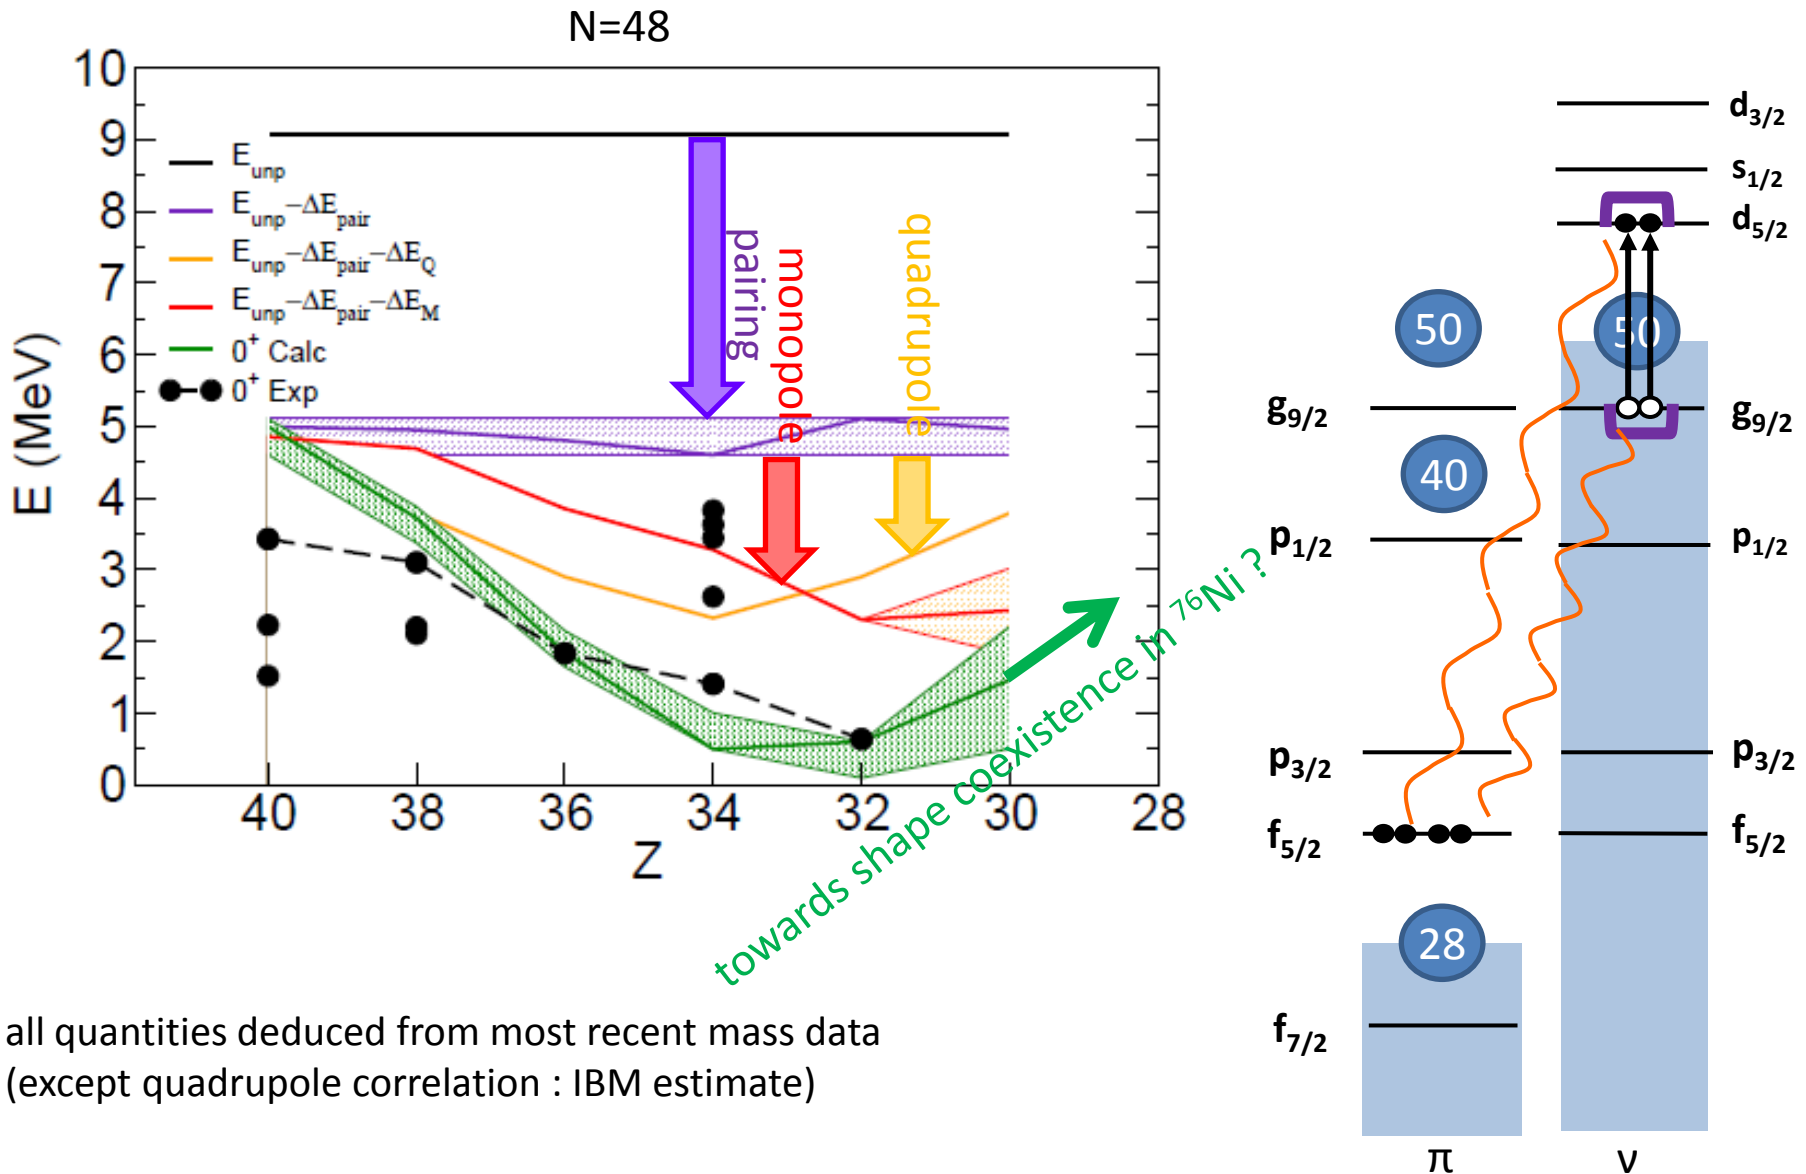 N=48
10
9
8
7
6
5
4
3
2
1
0
E (MeV)
E_unp
E_unp−ΔE_pair
E_unp−ΔE_pair−ΔE_Q
E_unp−ΔE_pair−ΔE_M
0⁺ Calc
0⁺ Exp
pairing
monopole
quadrupole
40 38 36 34 32 30 28
Z
towards shape coexistence in ⁷⁶Ni ?
all quantities deduced from most recent mass data
(except quadrupole correlation : IBM estimate)
d3/2
s1/2
d5/2
50 50
g9/2 g9/2
40
p1/2 p1/2
p3/2 p3/2
f5/2 f5/2
28
f7/2
π ν